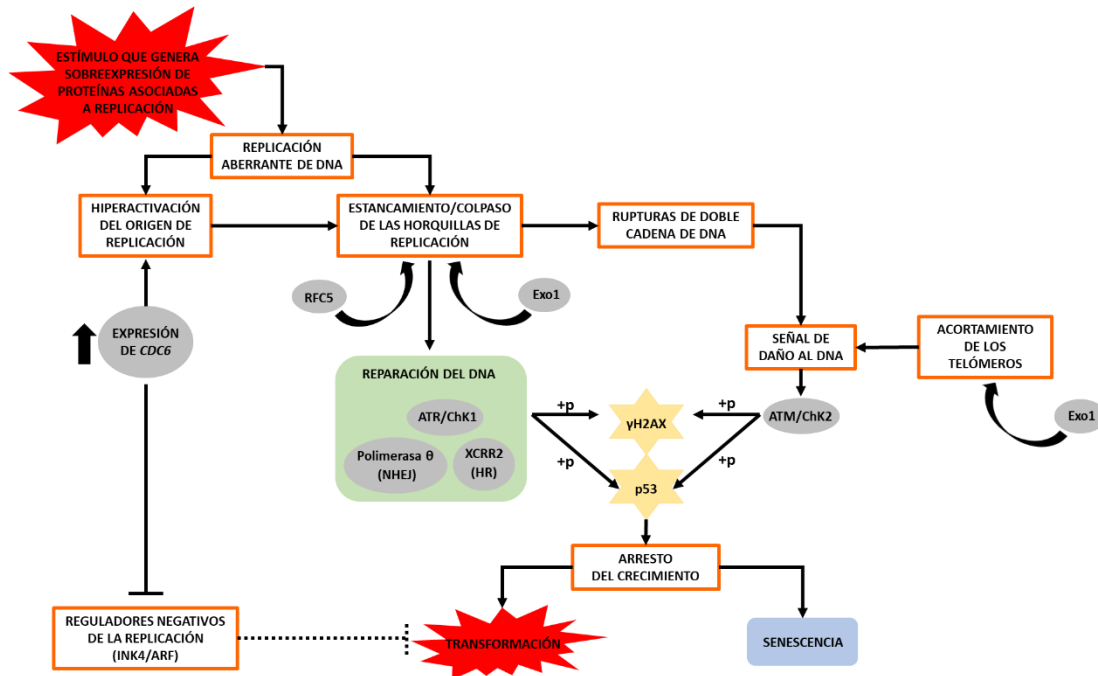 ESTÍMULO QUE GENERA
SOBREEXPRESIÓN DE
PROTEÍNAS ASOCIADAS
A REPLICACIÓN
REPLICACIÓN
ABERRANTE DE DNA
HIPERACTIVACIÓN
DEL ORIGEN DE
REPLICACIÓN
ESTANCAMIENTO/COLPASO
DE LAS HORQUILLAS DE
REPLICACIÓN
RUPTURAS DE DOBLE
CADENA DE DNA
RFC5
Exo1
EXPRESIÓN
DE CDC6
SEÑAL DE
DAÑO AL DNA
ACORTAMIENTO
DE LOS
TELÓMEROS
REPARACIÓN DEL DNA
ATR/ChK1
Polimerasa θ
(NHEJ)
XCRR2
(HR)
+p
+p
γH2AX
p53
+p
+p
ATM/ChK2
Exo1
ARRESTO
DEL CRECIMIENTO
REGULADORES NEGATIVOS
DE LA REPLICACIÓN
(INK4/ARF)
TRANSFORMACIÓN
SENESCENCIA